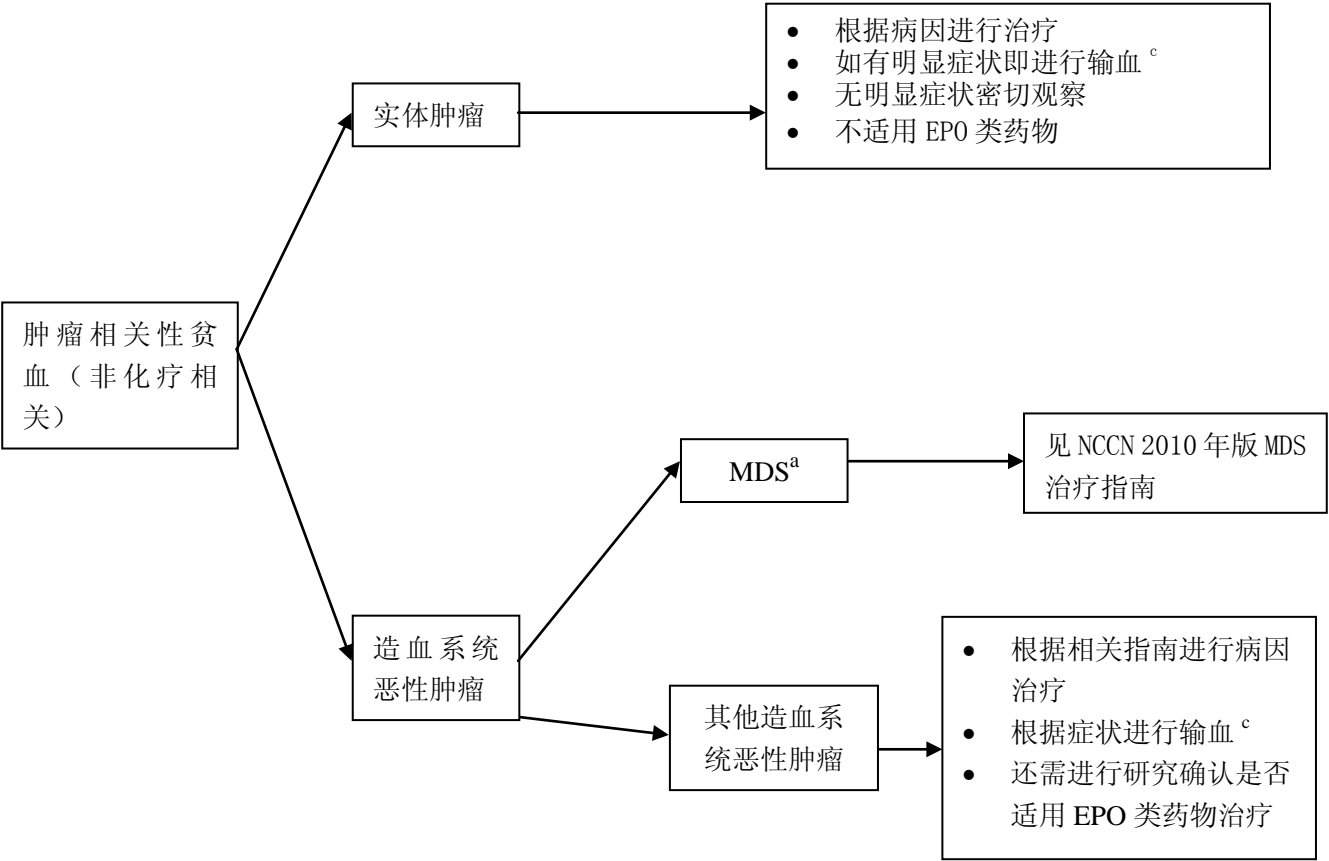 • 根据病因进行治疗
• 如有明显症状即进行输血 c
• 无明显症状密切观察
• 不适用 EPO 类药物
实体肿瘤
肿瘤相关性贫
血（非化疗相
关）
MDSa
见 NCCN 2010 年版 MDS
治疗指南
造血系统
恶性肿瘤
其他造血系
统恶性肿瘤
• 根据相关指南进行病因
治疗
• 根据症状进行输血 c
• 还需进行研究确认是否
适用 EPO 类药物治疗